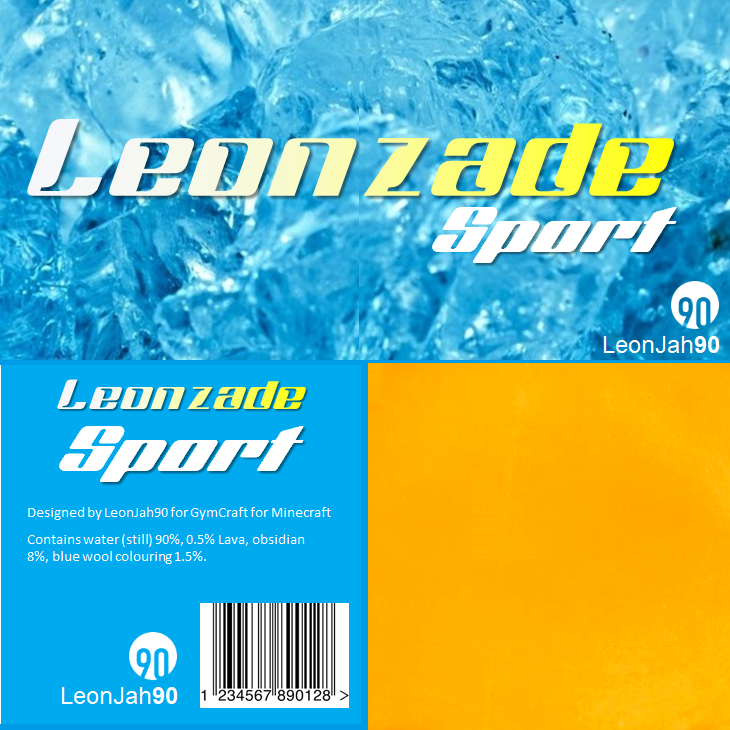 Leonzade
Sport
90
LeonJah90
Leonzade
Sport
Designed by LeonJah90 for GymCraft for Minecraft
Contains water (still) 90%, 0.5% Lava, obsidian
8%, blue wool colouring 1.5%.
90
LeonJah90
1 234567 890128 >